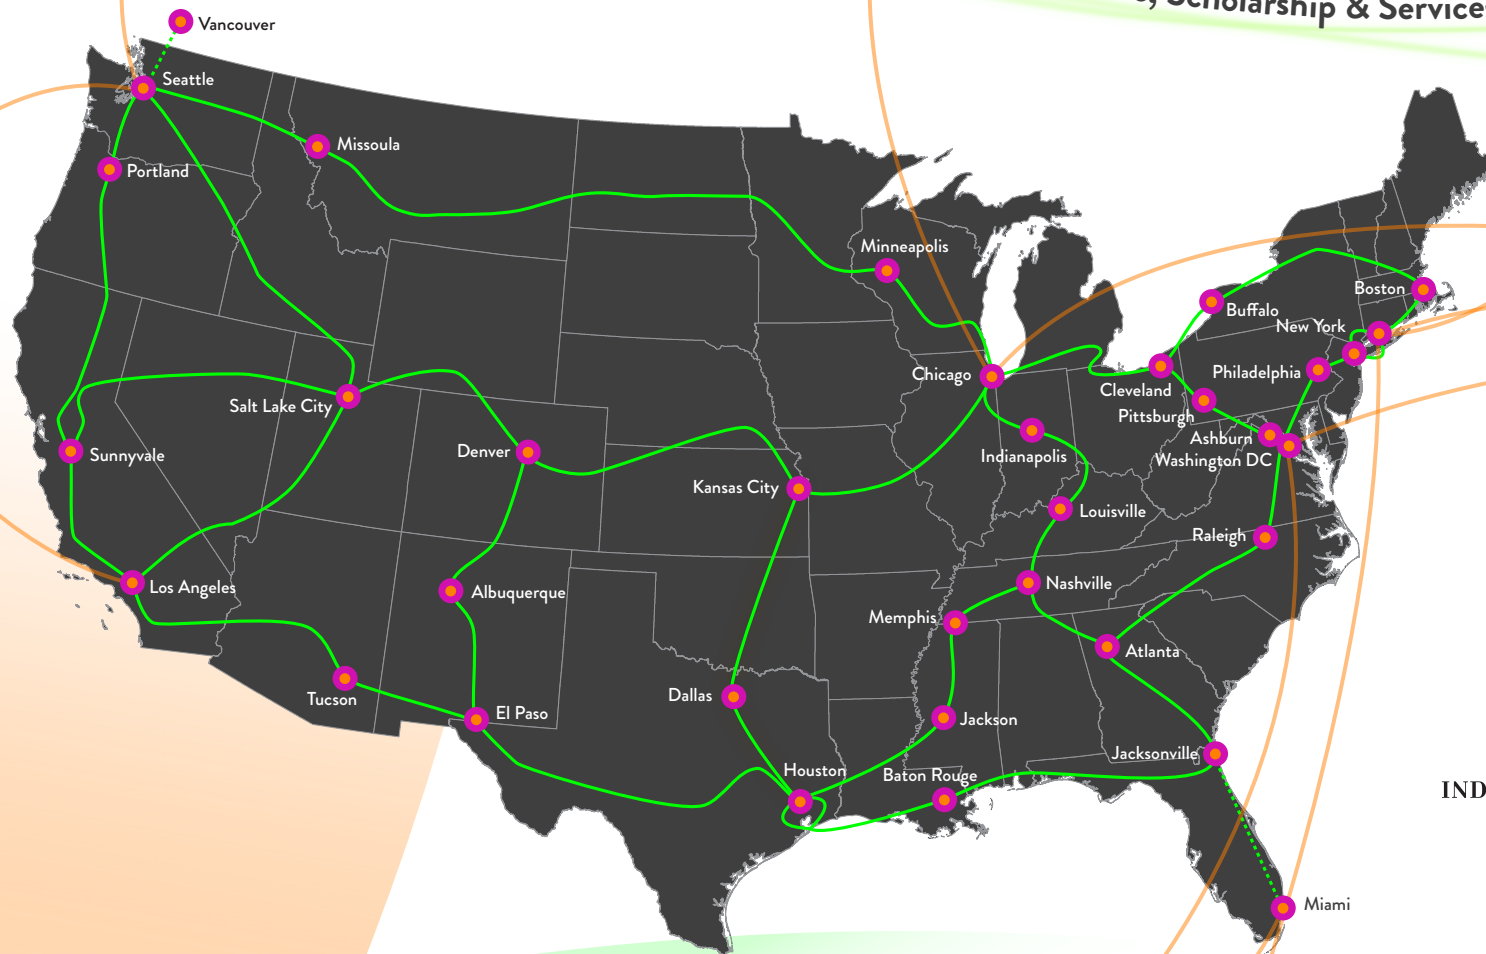 Scholarship & Service
Vancouver
Seattle
Missoula
Portland
Minneapolis
Boston
Buffalo
New York
Chicago
Cleveland
Philadelphia
Salt Lake City
Pittsburgh
Ashburn
Sunnyvale
Denver
Indianapolis
Washington DC
Kansas City
Louisville
Raleigh
Los Angeles
Albuquerque
Nashville
Memphis
Atlanta
Tucson
El Paso
Dallas
Jackson
Jacksonville
Houston
Baton Rouge
IND
Miami